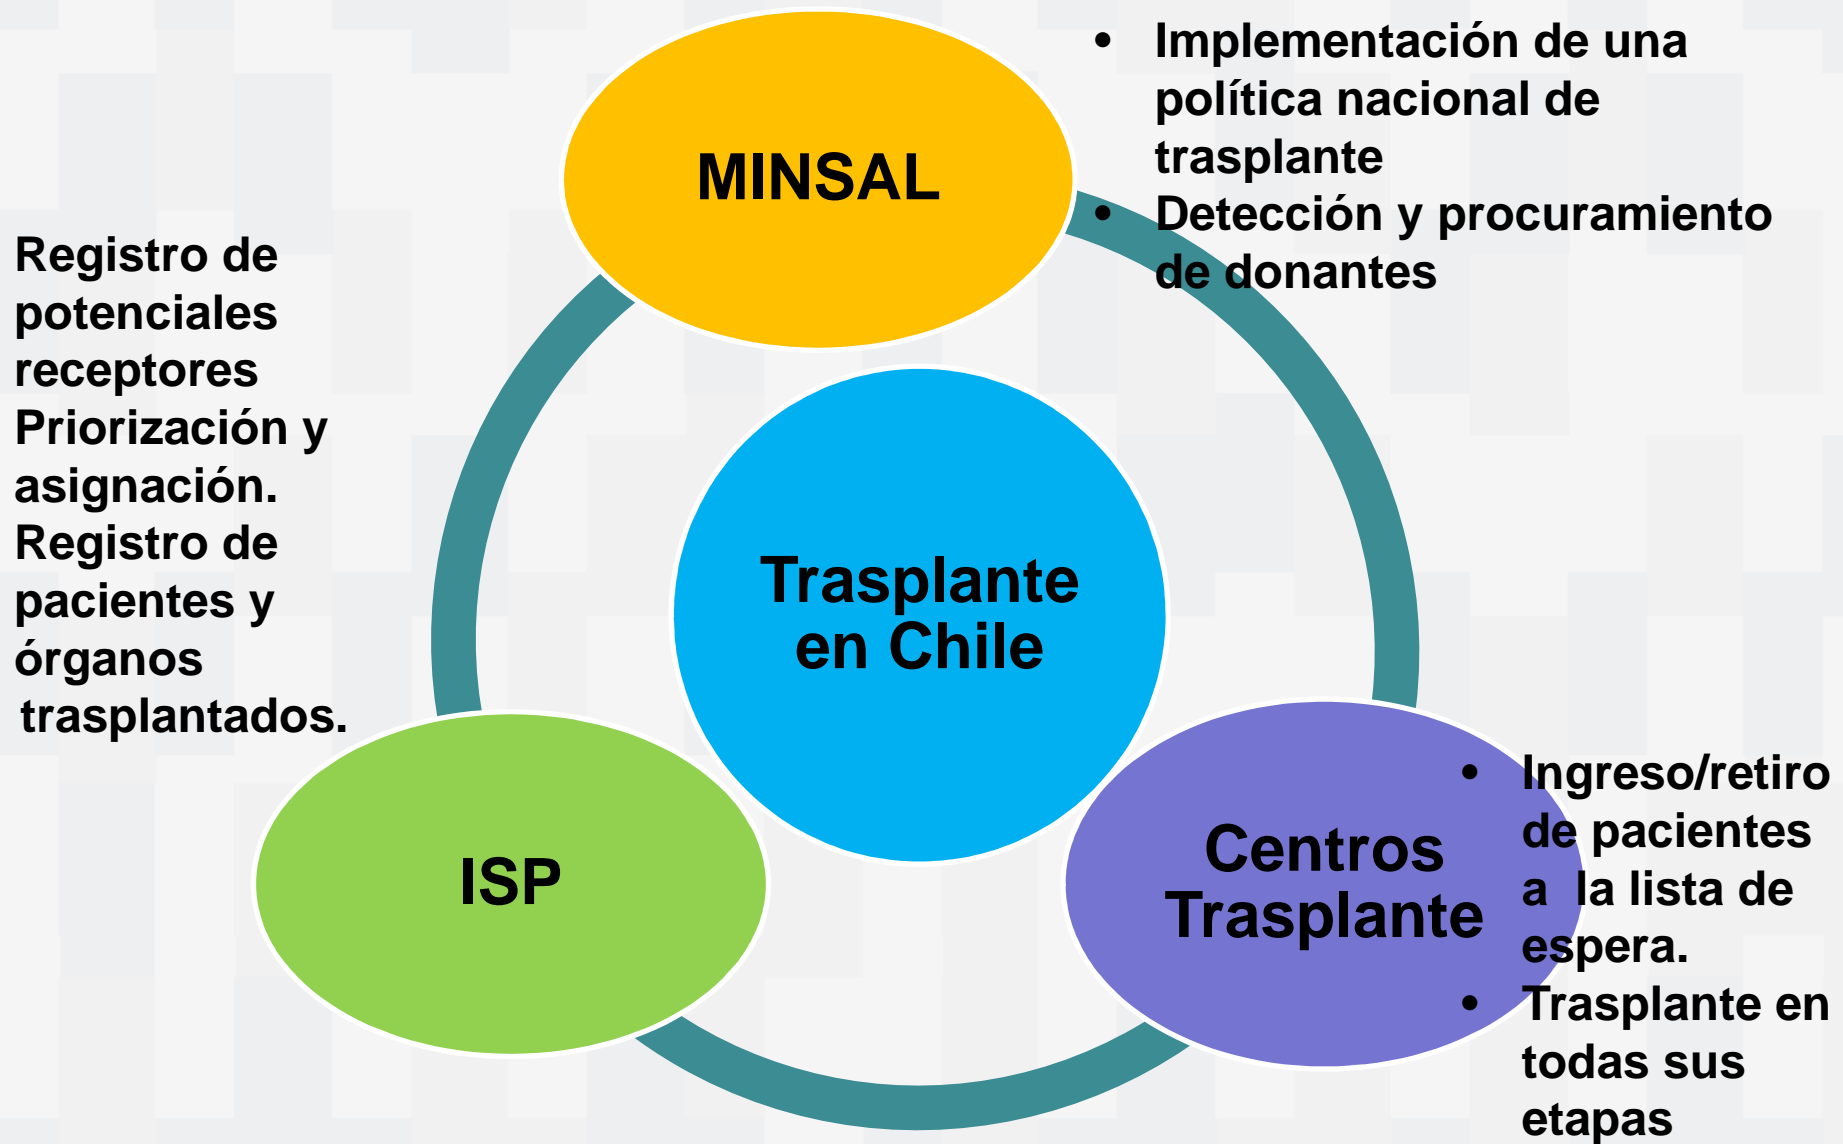 MINSAL
• Implementación de una
política nacional de
trasplante
• Detección y procuramiento
de donantes
Registro de
potenciales
receptores
Priorización y
asignación.
Registro de
pacientes y
órganos
trasplantados.
Trasplante
en Chile
ISP
Centros
Trasplante
• Ingreso/retiro
de pacientes
a la lista de
espera.
• Trasplante en
todas sus
etapas